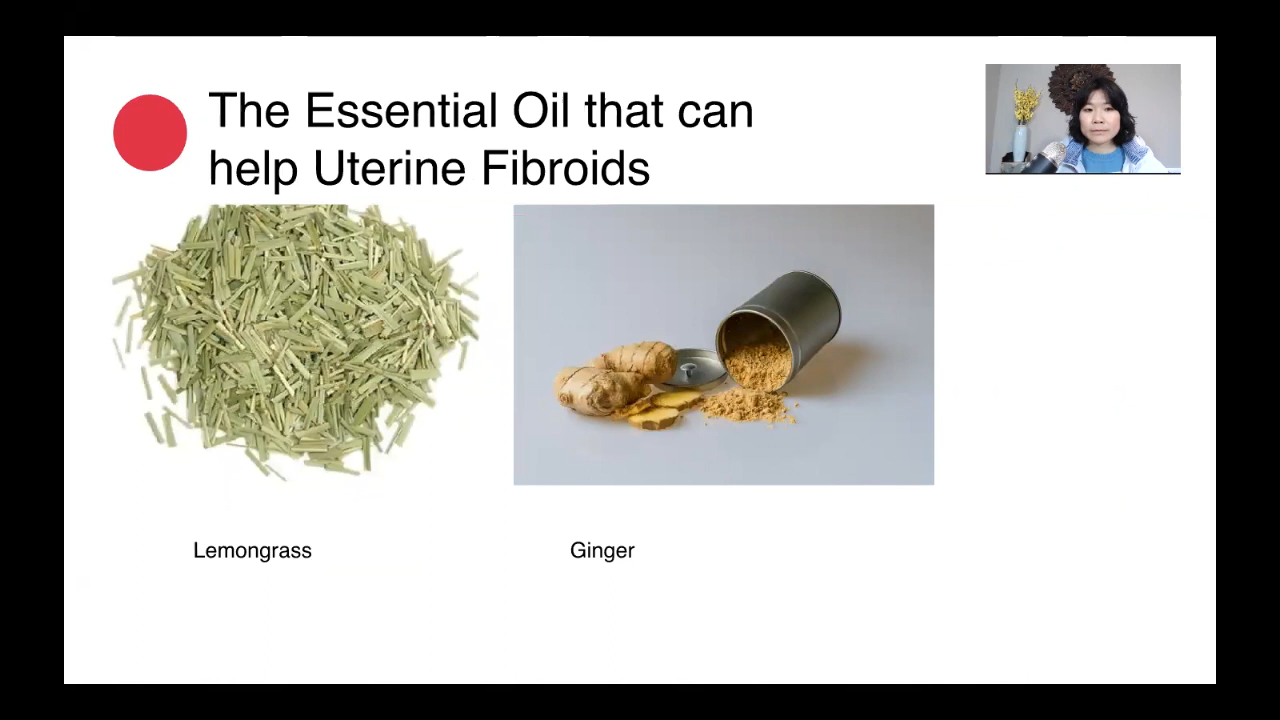 The Essential Oil that can
help Uterine Fibroids
Lemongrass
Ginger